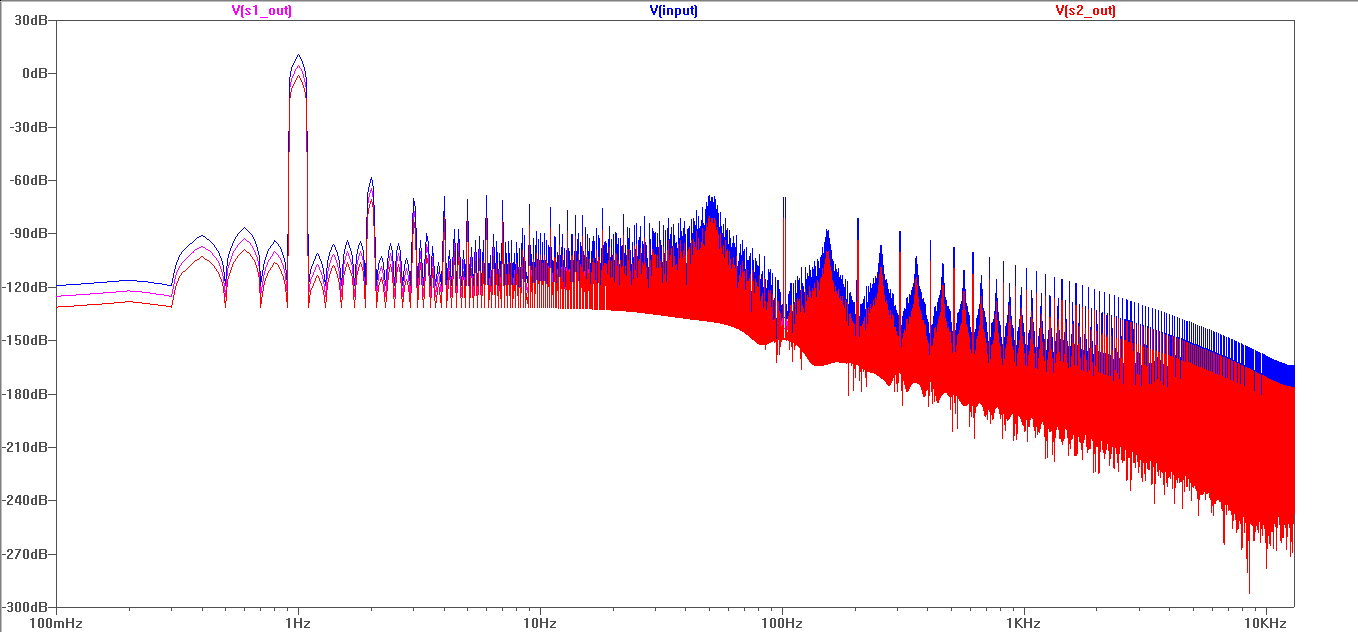 V(s1_out) V(input) V(s2_out)
30dB
0dB
-30dB
-60dB
-90dB
-120dB
-150dB
-180dB
-210dB
-240dB
-270dB
-300dB
100mHz 1Hz 10Hz 100Hz 1KHz 10KHz